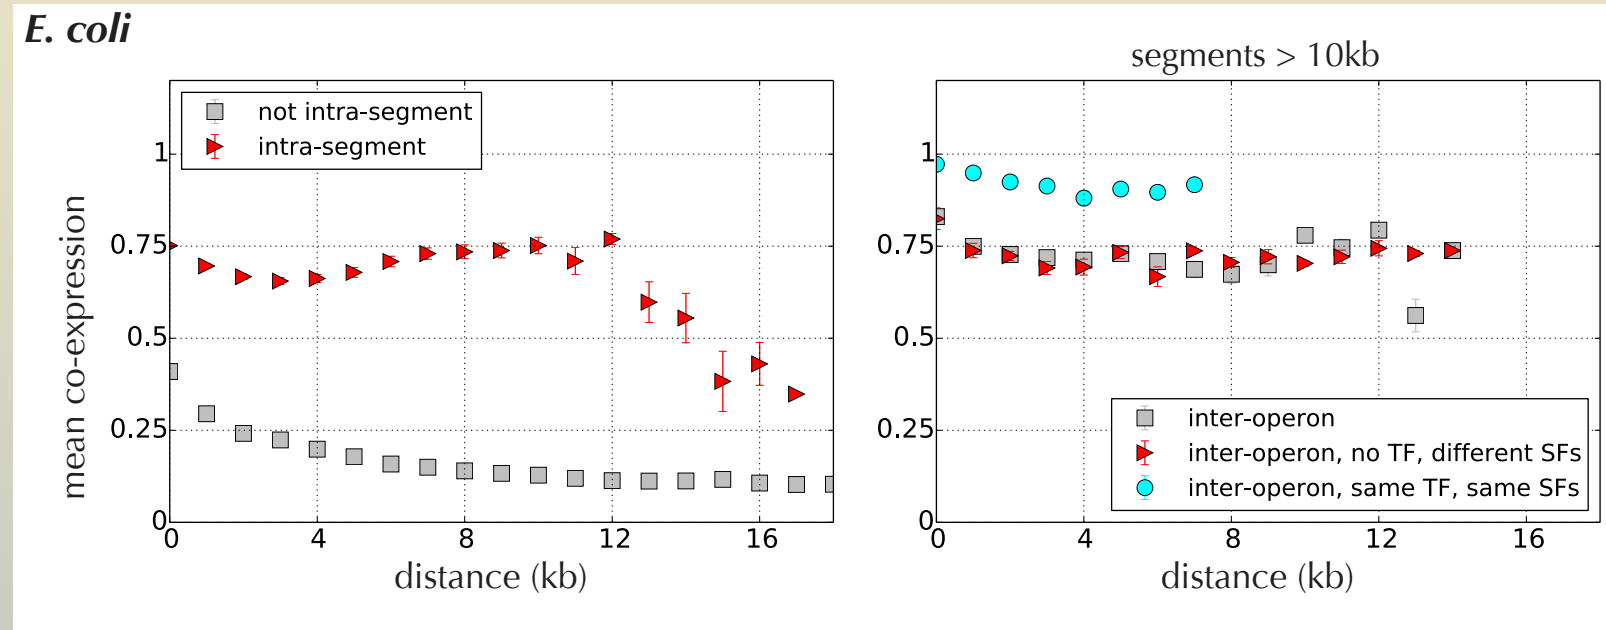 E. coli
segments > 10kb
not intra-segment
intra-segment
1
0.75
0.5
0.25
0
0 4 8 12 16
mean co-expression
distance (kb)
1
0.75
0.5
0.25
0
inter-operon
inter-operon, no TF, different SFs
inter-operon, same TF, same SFs
0 4 8 12 16
distance (kb)